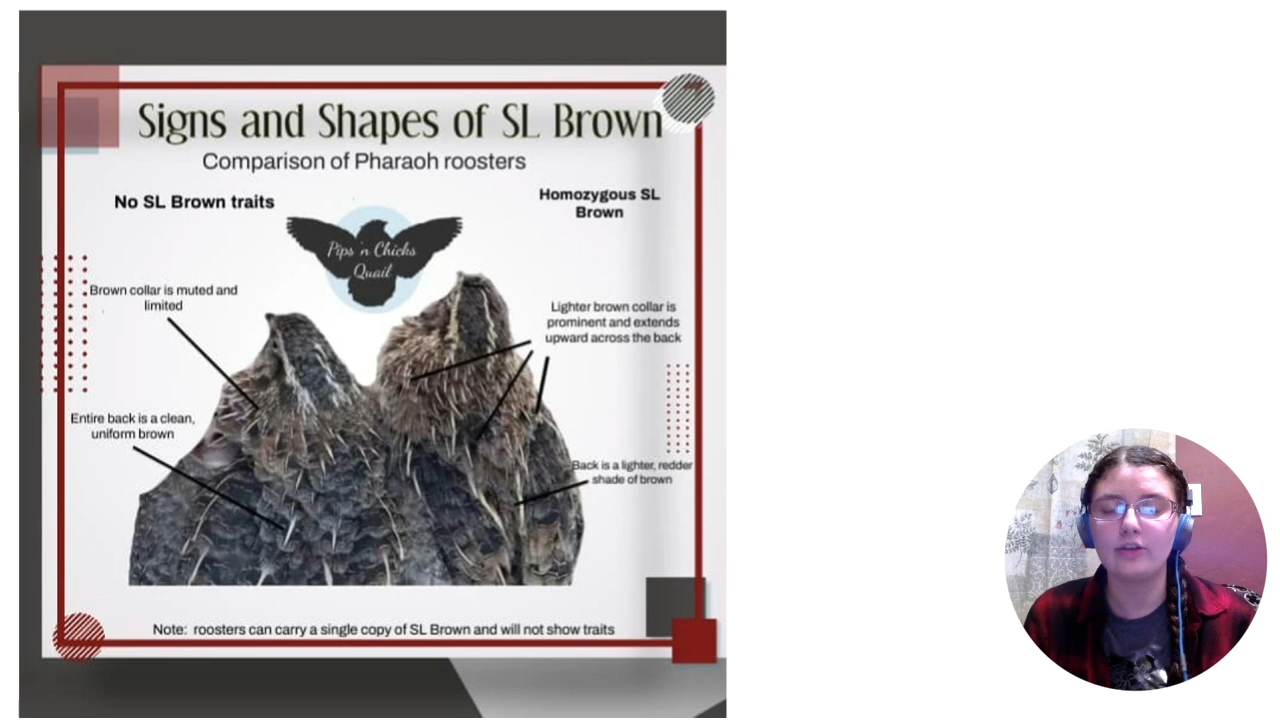 Signs and Shapes of SL Brown
Comparison of Pharaoh roosters
No SL Brown traits
Homozygous SL
Brown
Pips 'n Chicks
Quail
Brown collar is muted and
limited
Lighter brown collar is
prominent and extends
upward across the back
Entire back is a clean,
uniform brown
Back is a lighter, redder
shade of brown
Note: roosters can carry a single copy of SL Brown and will not show traits